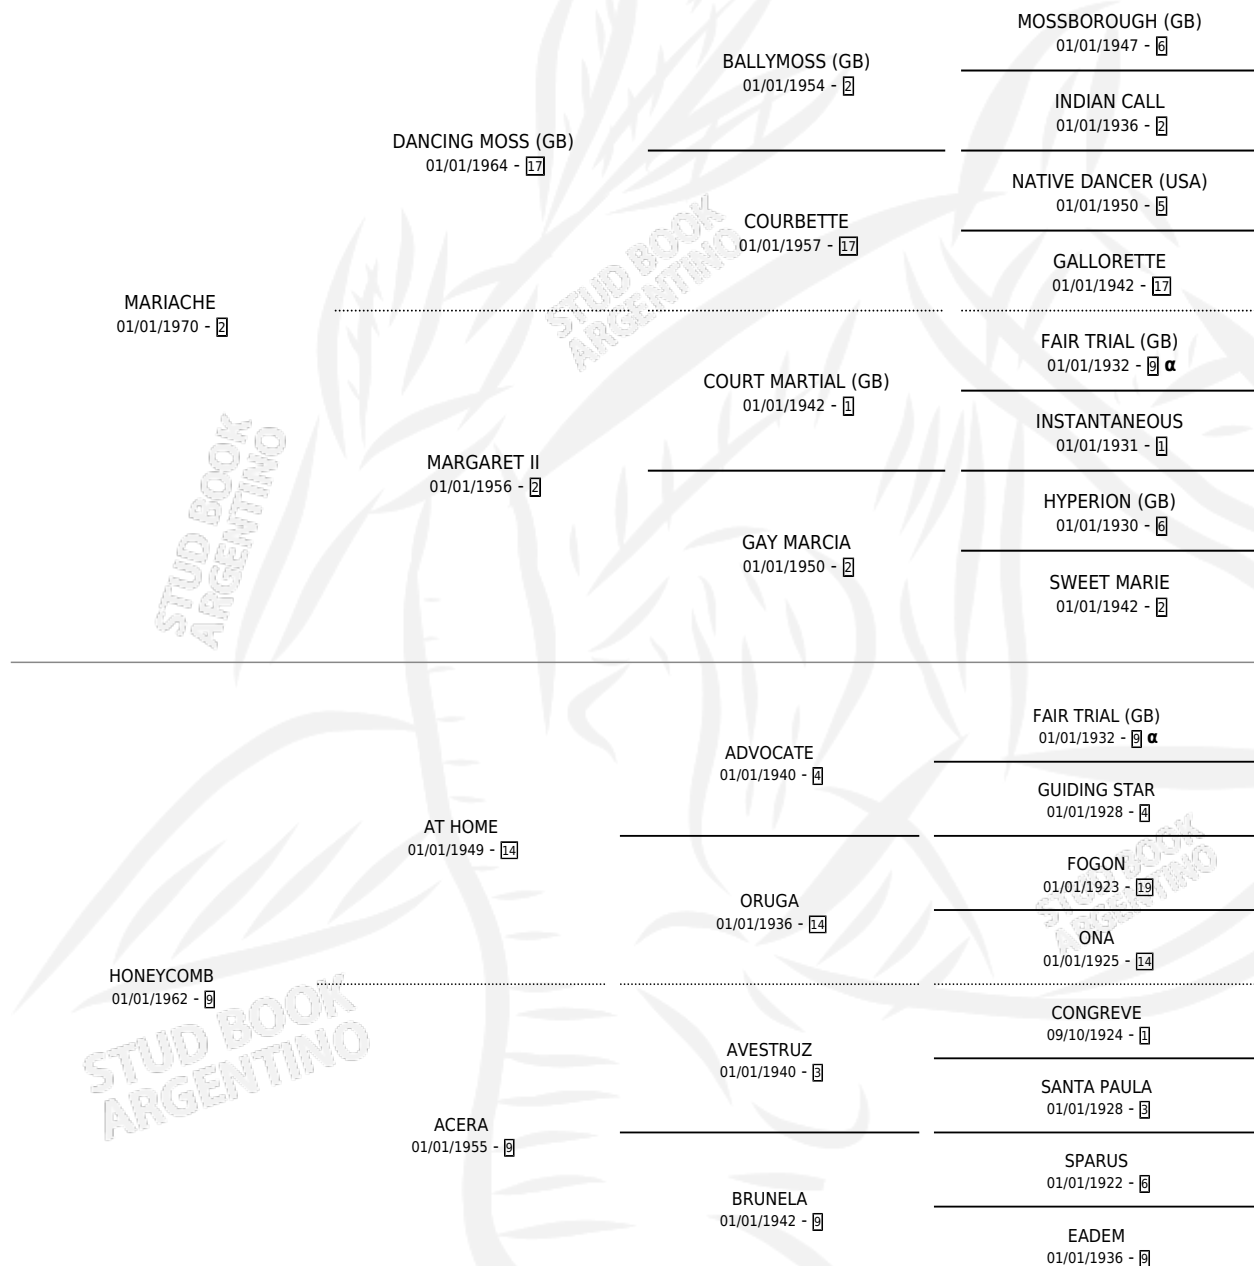 MOSSBOROUGH (GB)
01/01/1947 - 6
BALLYMOSS (GB)
01/01/1954 - 2
INDIAN CALL
01/01/1936 - 2
DANCING MOSS (GB)
01/01/1964 - 17
NATIVE DANCER (USA)
01/01/1950 - 5
COURBETTE
01/01/1957 - 17
GALLORETTE
01/01/1942 - 17
MARIACHE
01/01/1970 - 2
FAIR TRIAL (GB)
01/01/1932 - 9 α
COURT MARTIAL (GB)
01/01/1942 - 1
INSTANTANEOUS
01/01/1931 - 1
MARGARET II
01/01/1956 - 2
HYPERION (GB)
01/01/1930 - 6
GAY MARCIA
01/01/1950 - 2
SWEET MARIE
01/01/1942 - 2
FAIR TRIAL (GB)
01/01/1932 - 9 α
ADVOCATE
01/01/1940 - 4
GUIDING STAR
01/01/1928 - 4
AT HOME
01/01/1949 - 14
FOGON
01/01/1923 - 19
ORUGA
01/01/1936 - 14
ONA
01/01/1925 - 14
HONEYCOMB
01/01/1962 - 9
CONGREVE
09/10/1924 - 1
AVESTRUZ
01/01/1940 - 3
SANTA PAULA
01/01/1928 - 3
ACERA
01/01/1955 - 9
SPARUS
01/01/1922 - 6
BRUNELA
01/01/1942 - 9
EADEM
01/01/1936 - 9
STUD BOOK
ARGENTINO
STUD BOOK
ARGENTINO
STUD BOOK
ARGENTINO
STUD BOOK
ARGENTINO